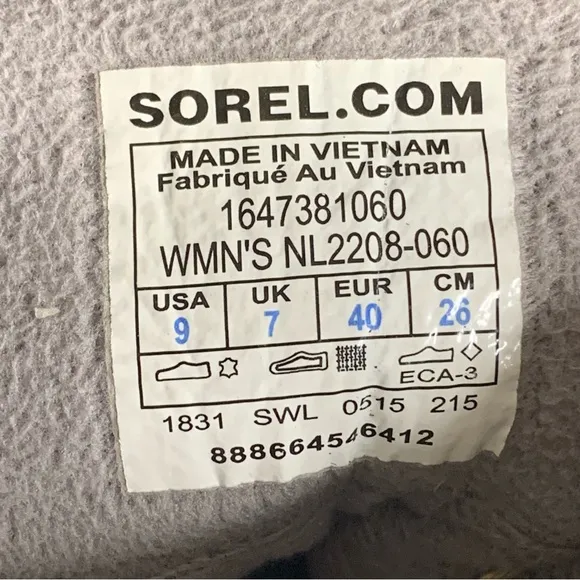 SOREL.COM
MADE IN VIETNAM
Fabriqué Au Vietnam
1647381060
WMN'S NL2208-060
USA UK EUR CM
9 7 40 26
ECA-3
1831 SWL 0515 215
888664546412